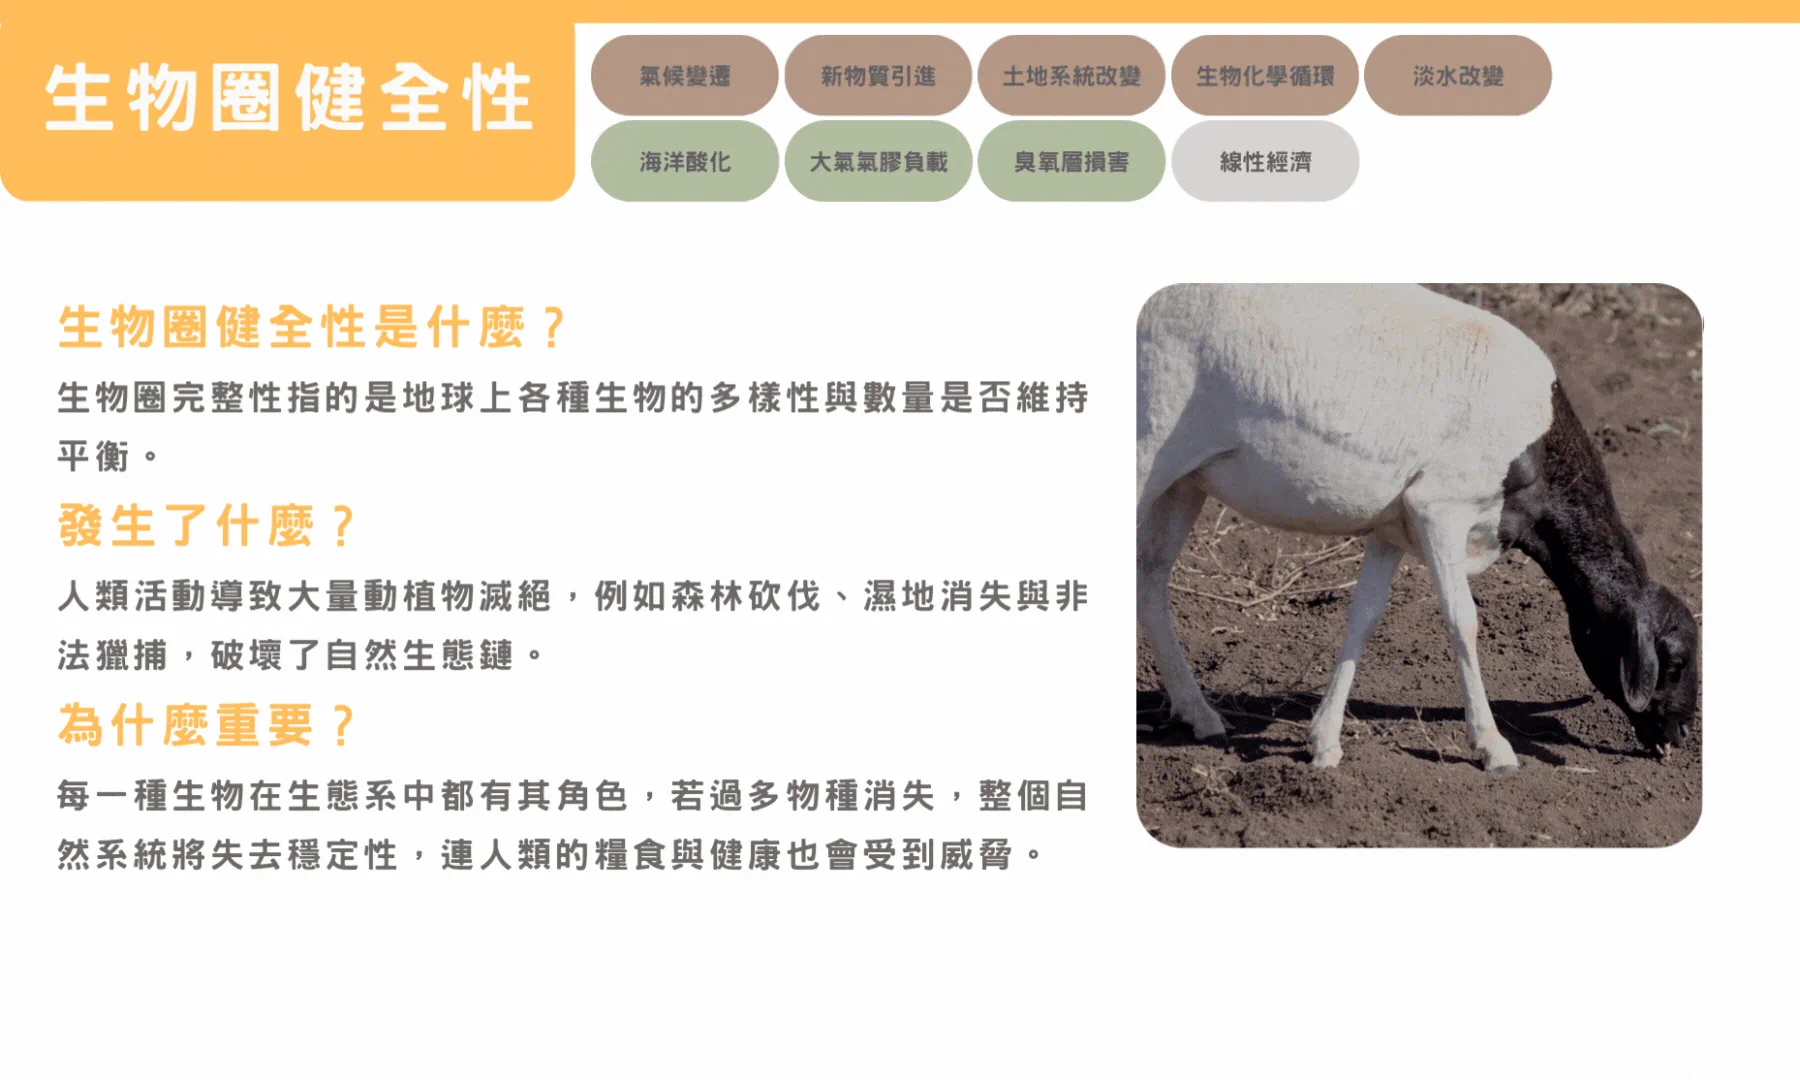 生物圈健全性
氣候變遷
新物質引進
土地系統改變
生物化學循環
淡水改變
海洋酸化
大氣氣膠負載
臭氧層損害
線性經濟
生物圈健全性是什麼？
生物圈完整性指的是地球上各種生物的多樣性與數量是否維持
平衡。
發生了什麼？
人類活動導致大量動植物滅絕，例如森林砍伐、濕地消失與非
法獵捕，破壞了自然生態鏈。
為什麼重要？
每一種生物在生態系中都有其角色，若過多物種消失，整個自
然系統將失去穩定性，連人類的糧食與健康也會受到威脅。